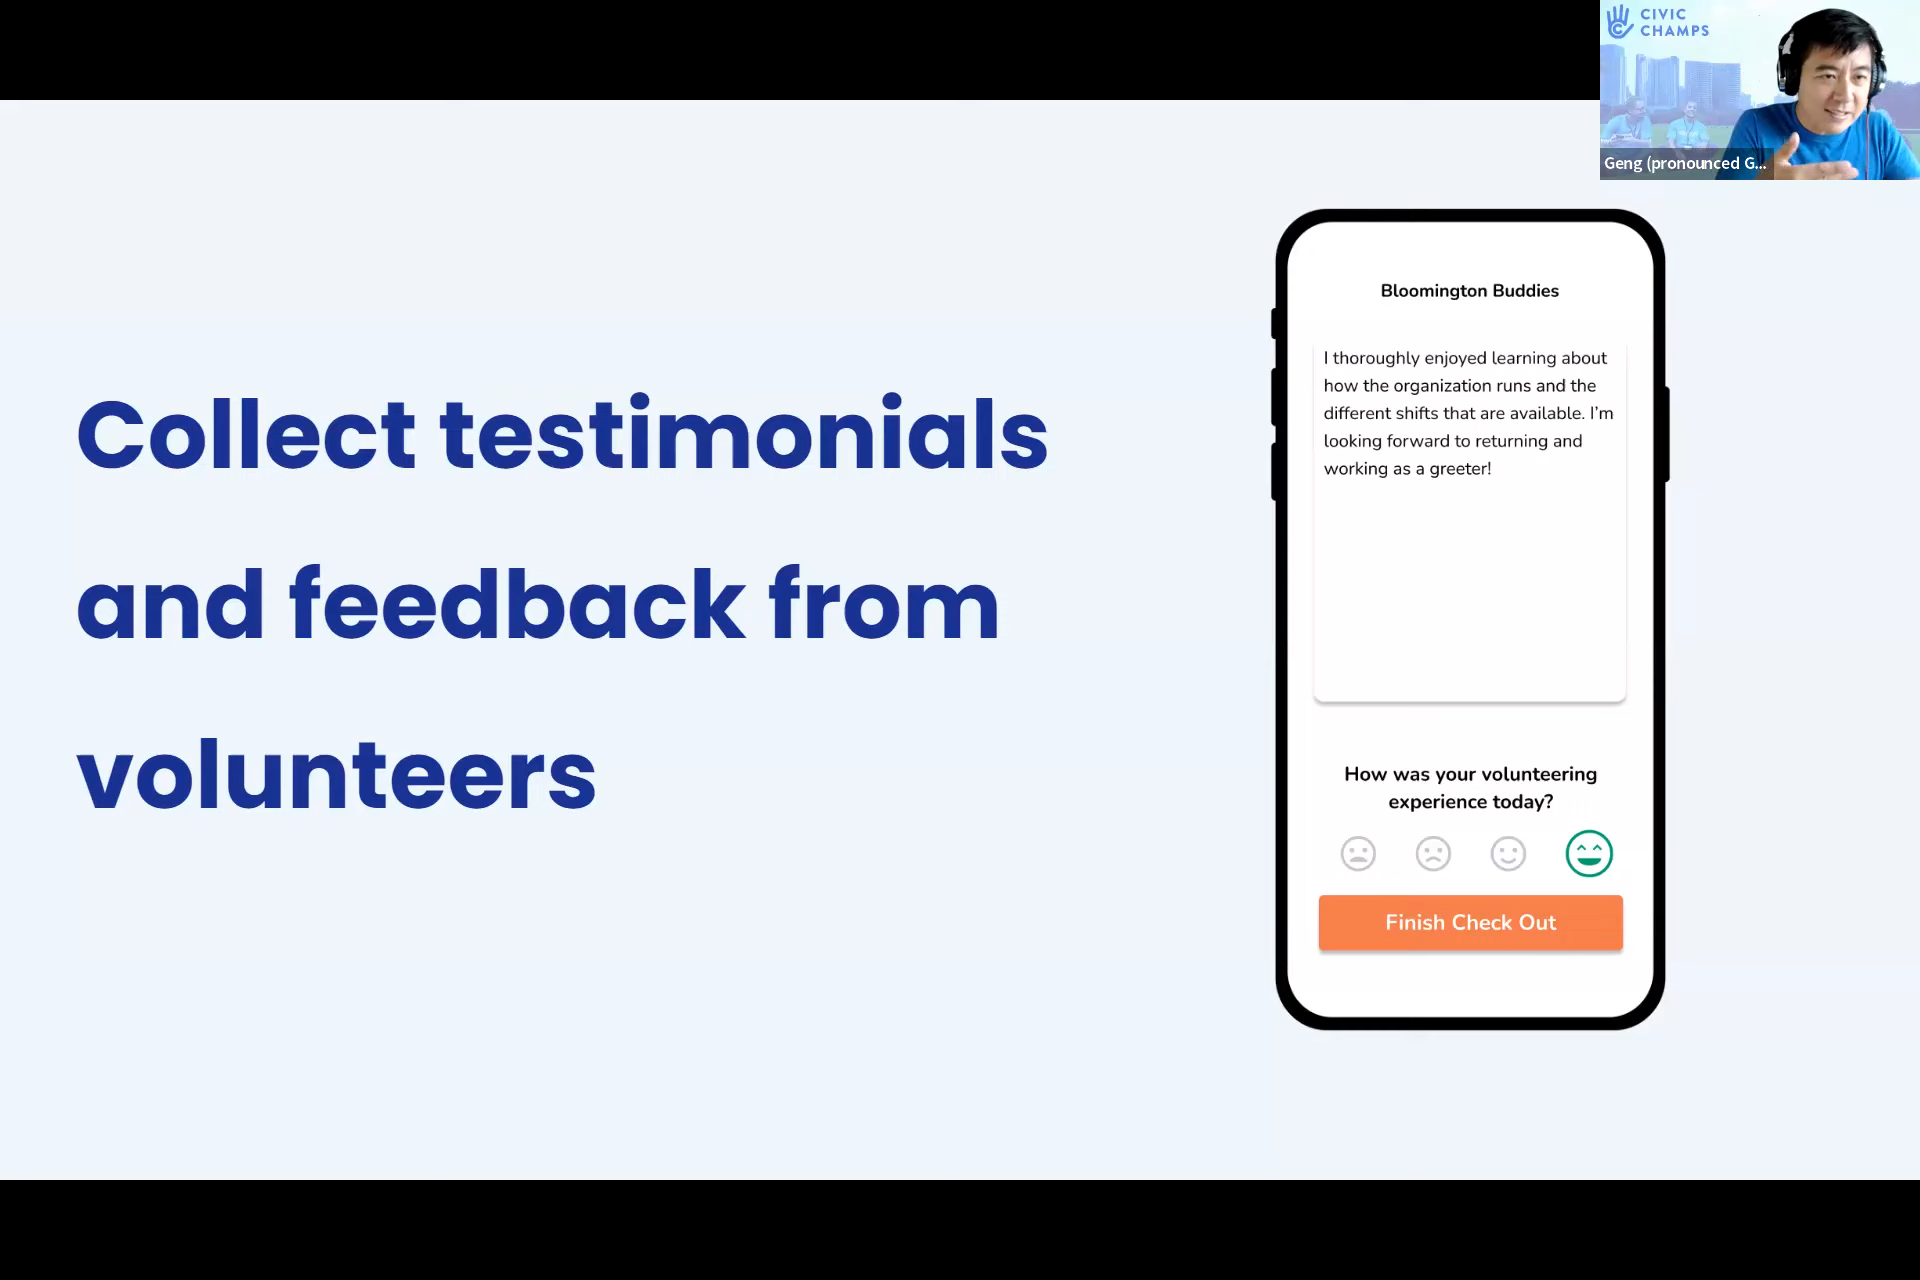 CIVIC
CHAMPS
Geng (pronounced G...
Collect testimonials
and feedback from
volunteers
Bloomington Buddies
I thoroughly enjoyed learning about
how the organization runs and the
different shifts that are available. I'm
looking forward to returning and
working as a greeter!
How was your volunteering
experience today?
Finish Check Out